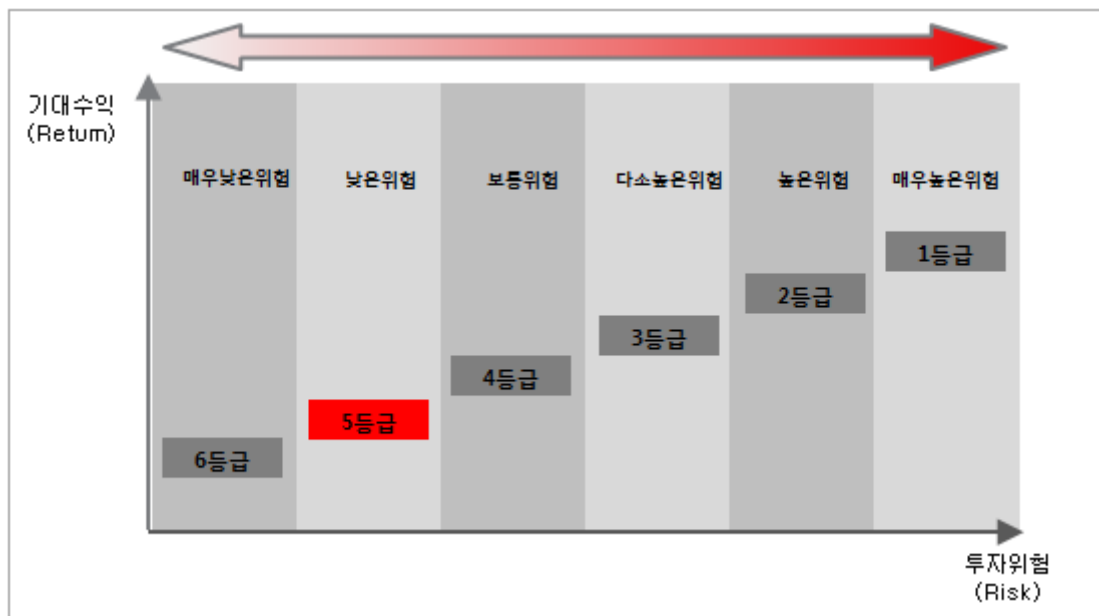 기대수익
(Retum)
매우낮은위험
낮은위험
보통위험
다소높은위험
높은위험
매우높은위험
1등급
2등급
3등급
4등급
5등급
6등급
투자위험
(Risk)